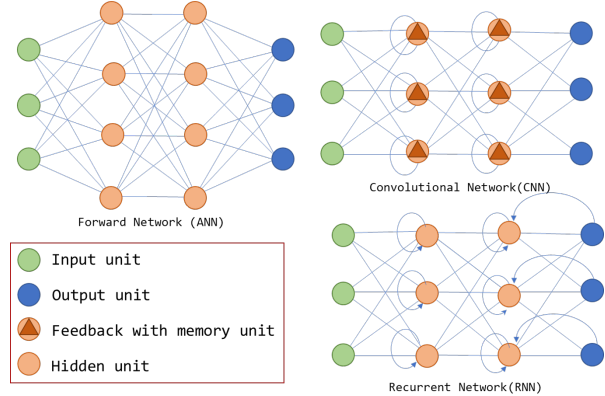 Forward Network (ANN)
Convolutional Network(CNN)
Input unit
Output unit
Feedback with memory unit
Hidden unit
Recurrent Network(RNN)